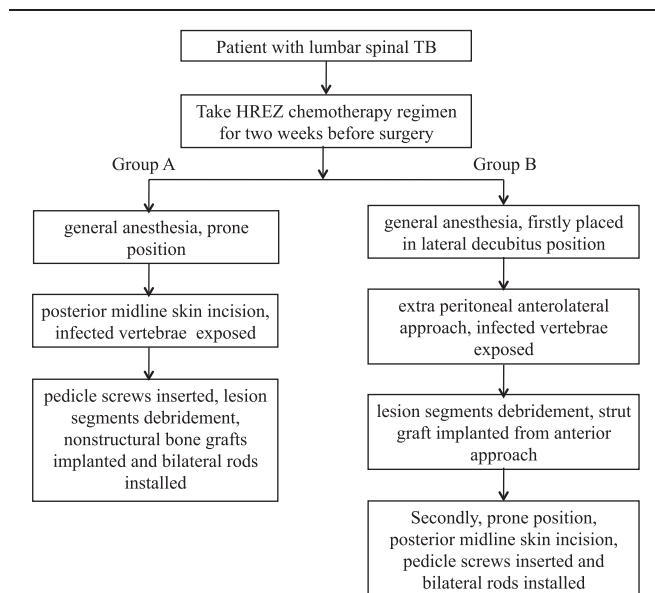 Patient with lumbar spinal TB
Take HREZ chemotherapy regimen
for two weeks before surgery
Group A
Group B
general anesthesia, prone
position
posterior midline skin incision,
infected vertebrae exposed
pedicle screws inserted, lesion
segments debridement,
nonstructural bone grafts
implanted and bilateral rods
installed
general anesthesia, firstly placed
in lateral decubitus position
extra peritoneal anterolateral
approach, infected vertebrae
exposed
lesion segments debridement, strut
graft implanted from anterior
approach
Secondly, prone position,
posterior midline skin incision,
pedicle screws inserted and
bilateral rods installed